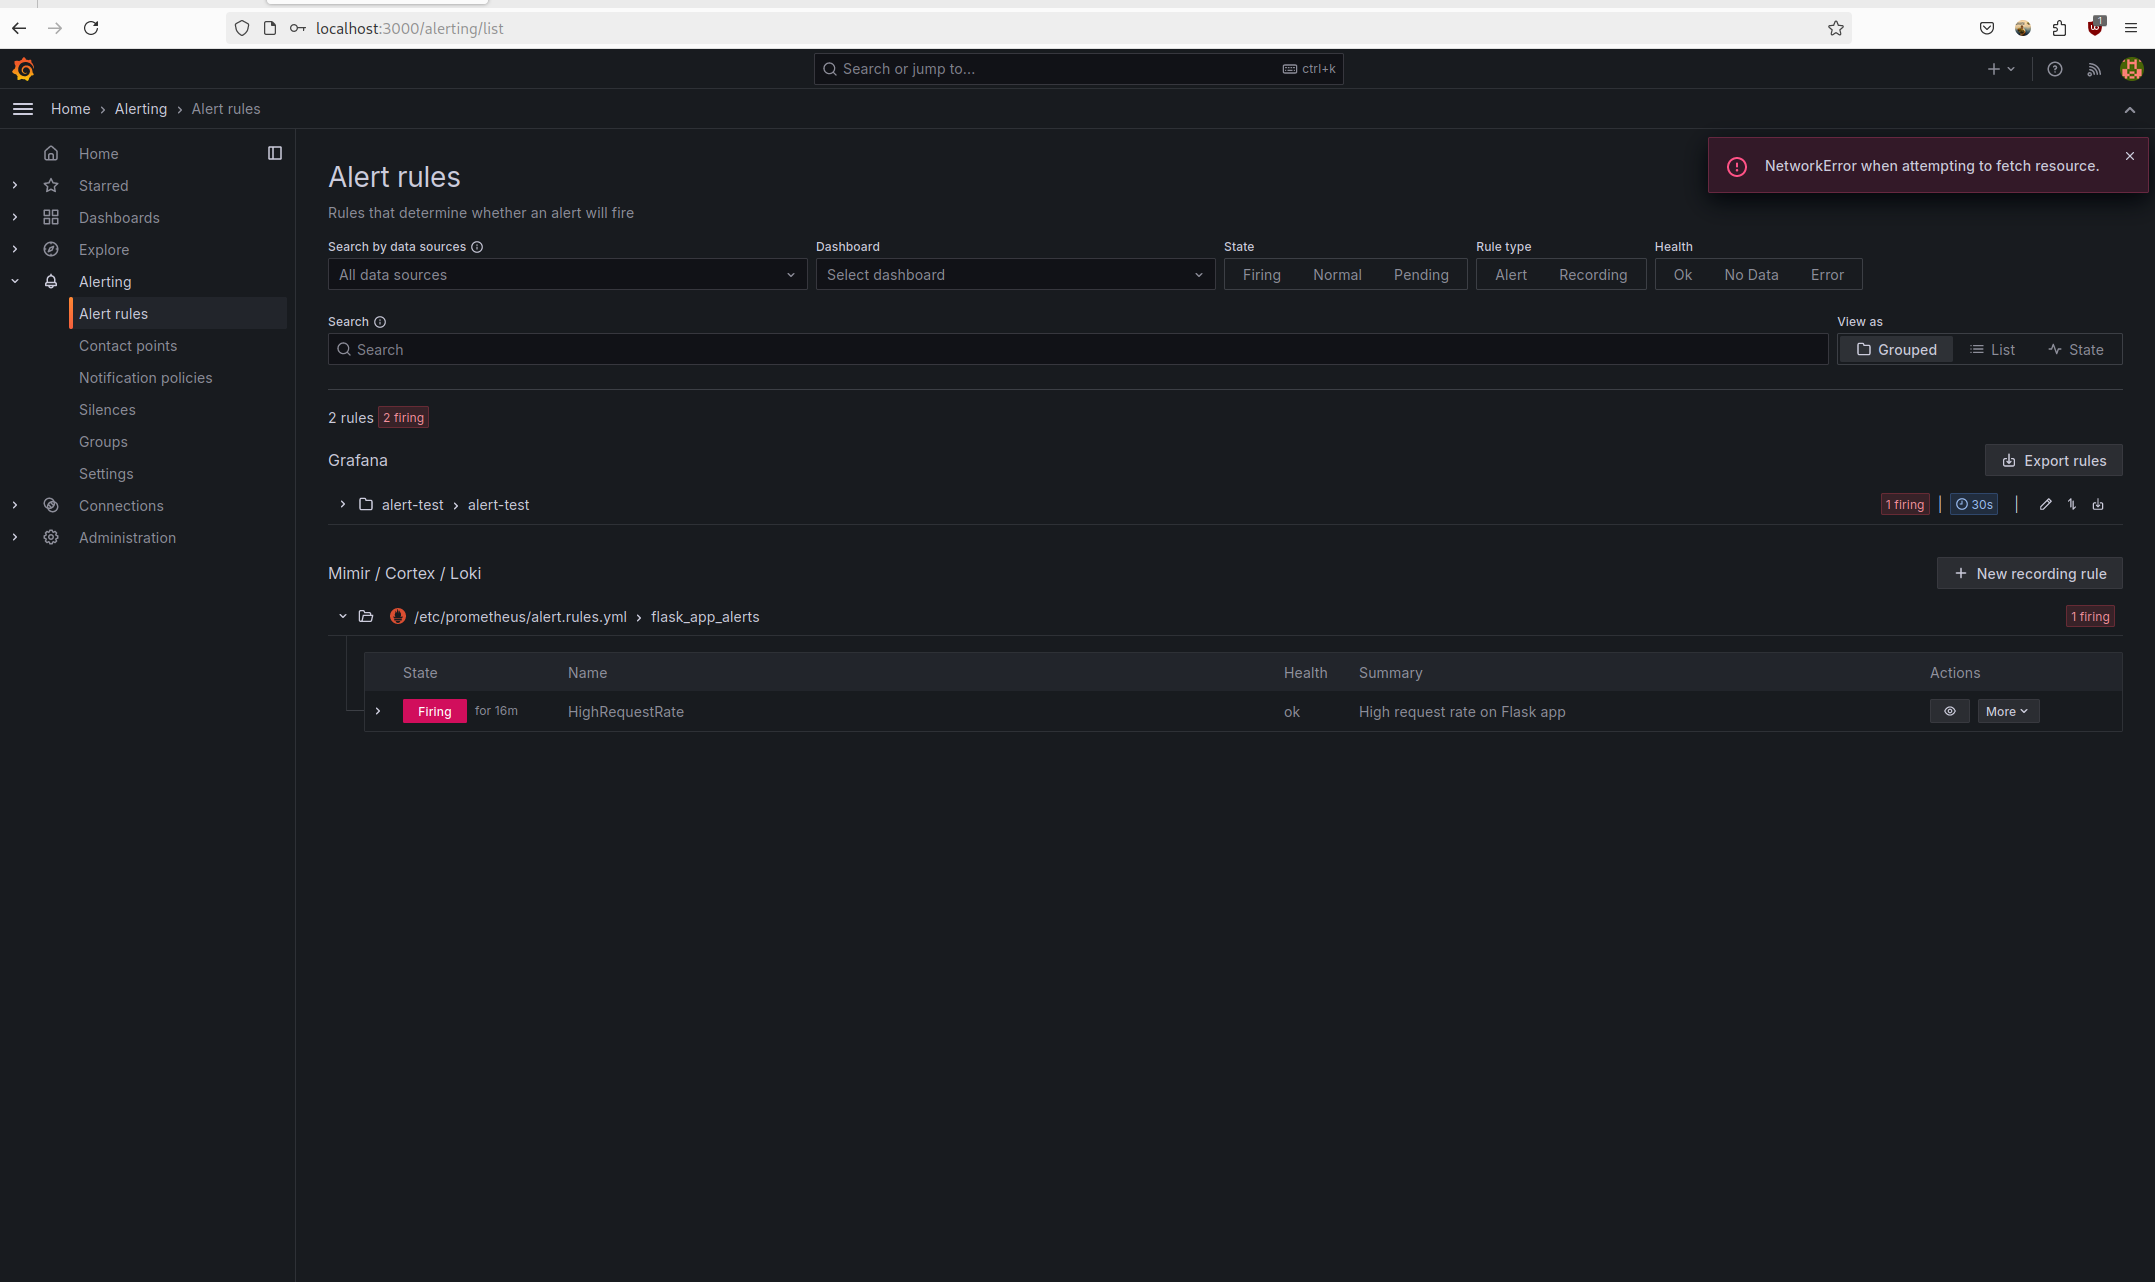 localhost:3000/alerting/list
1
Search or jump to...
ctrl+k
Home › Alerting › Alert rules
Home
Starred
Dashboards
Explore
Alerting
Alert rules
Contact points
Notification policies
Silences
Groups
Settings
Connections
Administration
NetworkError when attempting to fetch resource.
Alert rules
Rules that determine whether an alert will fire
Search by data sources
All data sources
Dashboard
Select dashboard
State
Firing Normal Pending
Rule type
Alert Recording
Health
Ok No Data Error
Search
Search
View as
Grouped List State
2 rules 2 firing
Grafana
Export rules
alert-test › alert-test
1 firing
30s
Mimir / Cortex / Loki
New recording rule
/etc/prometheus/alert.rules.yml › flask_app_alerts
1 firing
State Name Health Summary Actions
Firing for 16m HighRequestRate ok High request rate on Flask app More